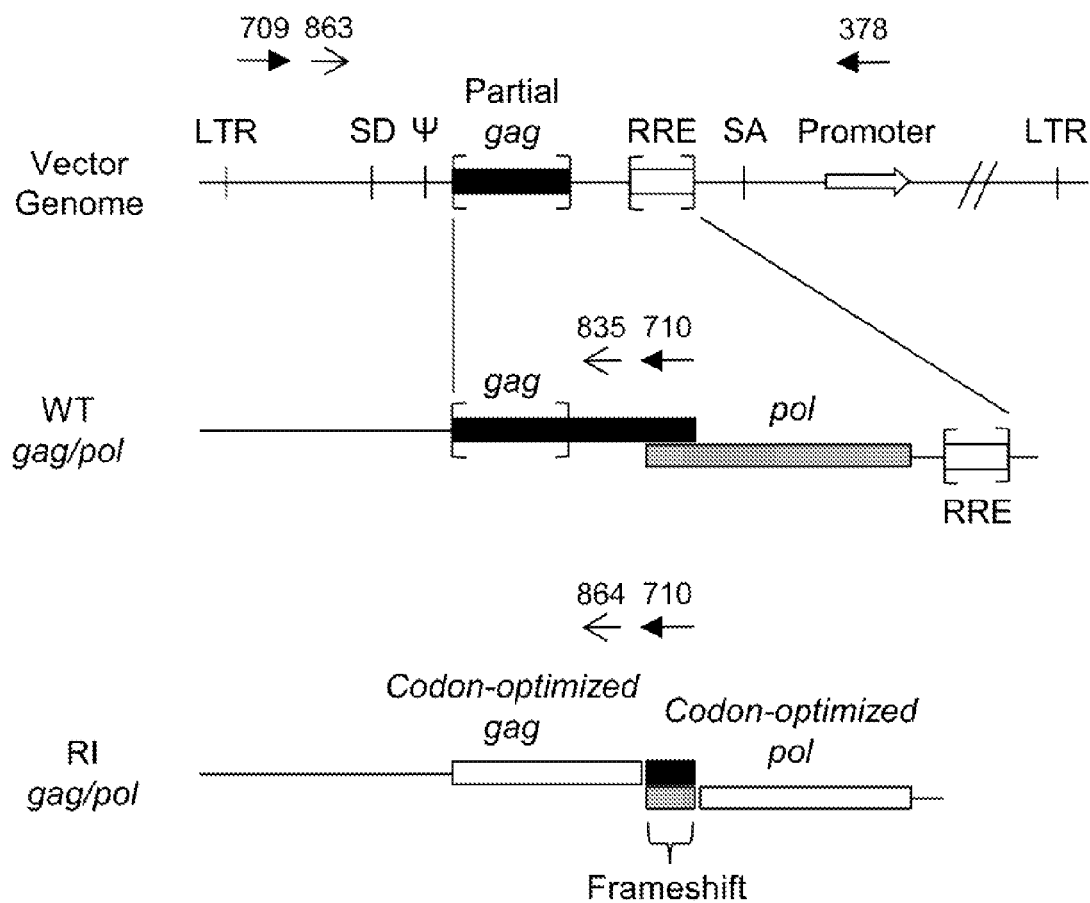 709 863 378
Partial
gag
LTR SD Ψ RRE SA Promoter LTR
Vector
Genome
835 710
gag
pol
WT
gag/pol
RRE
864 710
Codon-optimized
gag
Codon-optimized
pol
RI
gag/pol
Frameshift